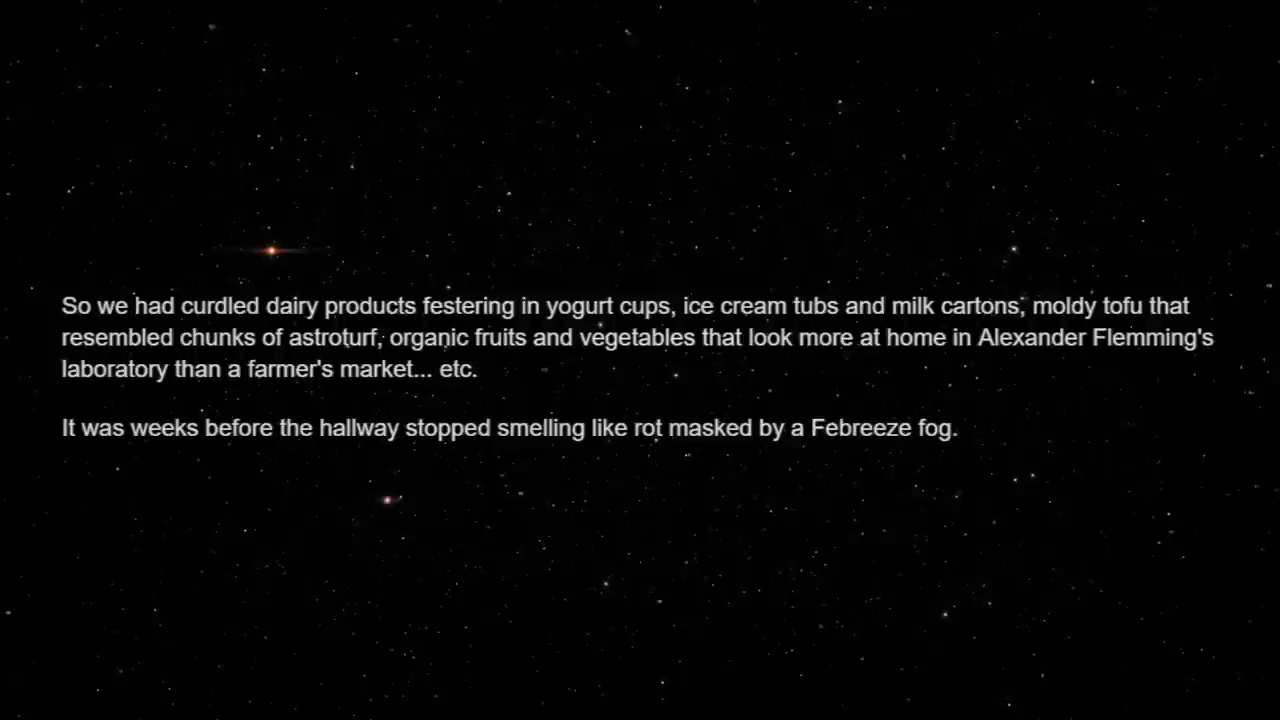 So we had curdled dairy products festering in yogurt cups, ice cream tubs and milk cartons, moldy tofu that
resembled chunks of astroturf, organic fruits and vegetables that look more at home in Alexander Flemming's
laboratory than a farmer's market... etc.
It was weeks before the hallway stopped smelling like rot masked by a Febreeze fog.